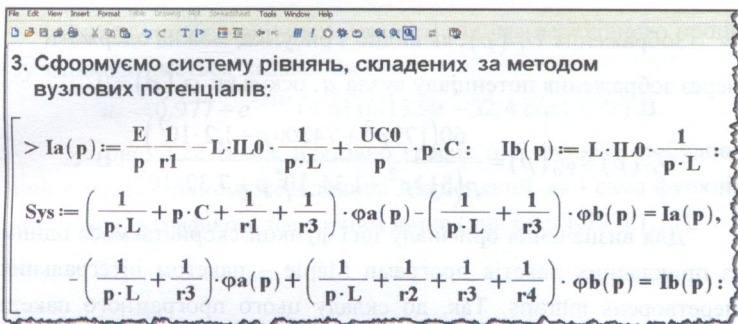 File Edit View Insert Format Table Drawing Plot Spreadsheet Tools Window Help
3. Сформуємо систему рівнянь, складених за методом
вузлових потенціалів:
> Ia(p):= E/(p·r1) - L·IL0·1/(p·L) + UC0/p·p·C: Ib(p):= L·IL0·1/(p·L)
Sys:=(1/(p·L) + p·C + 1/r1 + 1/r3)·φa(p) - (1/(p·L) + 1/r3)·φb(p) = Ia(p),
-(1/(p·L) + 1/r3)·φa(p) + (1/(p·L) + 1/r2 + 1/r3 + 1/r4)·φb(p) = Ib(p):